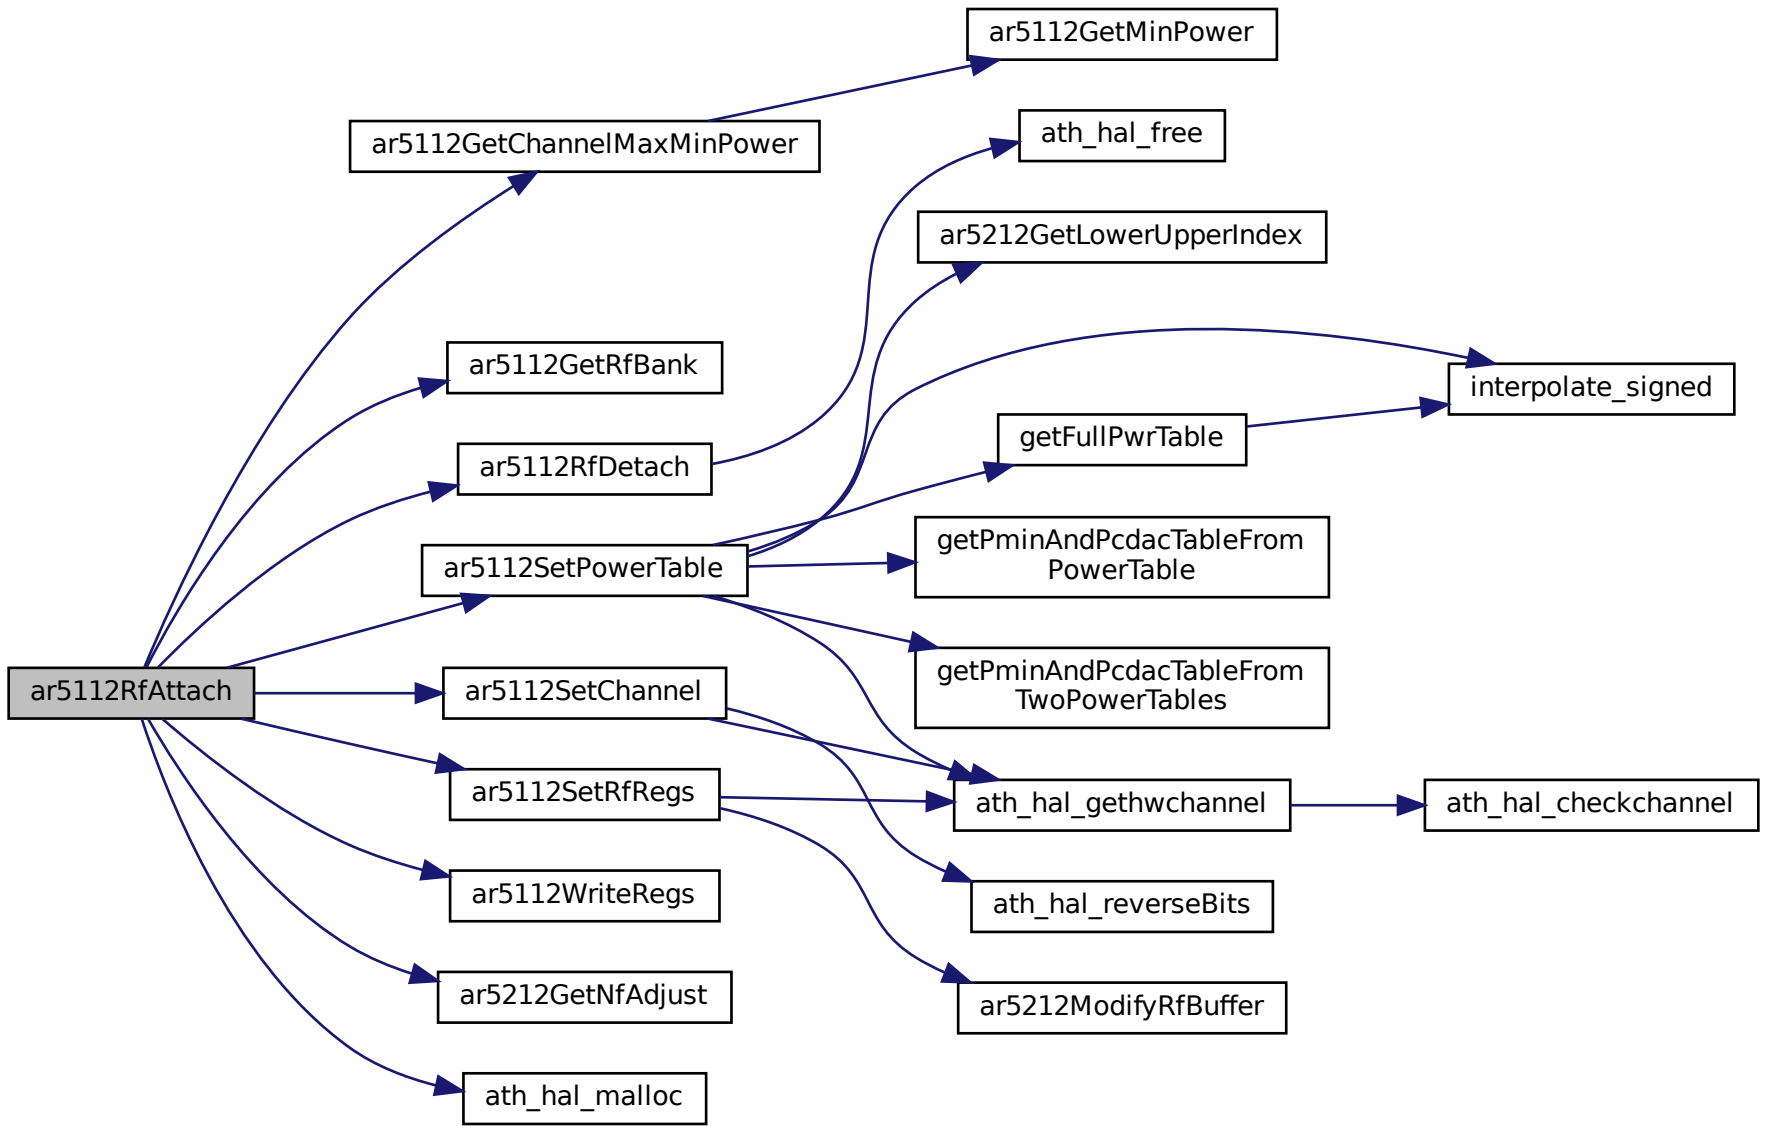 ar5112GetMinPower
ath_hal_free
ar5112GetChannelMaxMinPower
ar5212GetLowerUpperIndex
ar5112GetRfBank
interpolate_signed
getFullPwrTable
ar5112RfDetach
getPminAndPcdacTableFrom
PowerTable
ar5112SetPowerTable
getPminAndPcdacTableFrom
TwoPowerTables
ar5112RfAttach
ar5112SetChannel
ar5112SetRfRegs
ath_hal_gethwchannel
ath_hal_checkchannel
ar5112WriteRegs
ath_hal_reverseBits
ar5212GetNfAdjust
ar5212ModifyRfBuffer
ath_hal_malloc